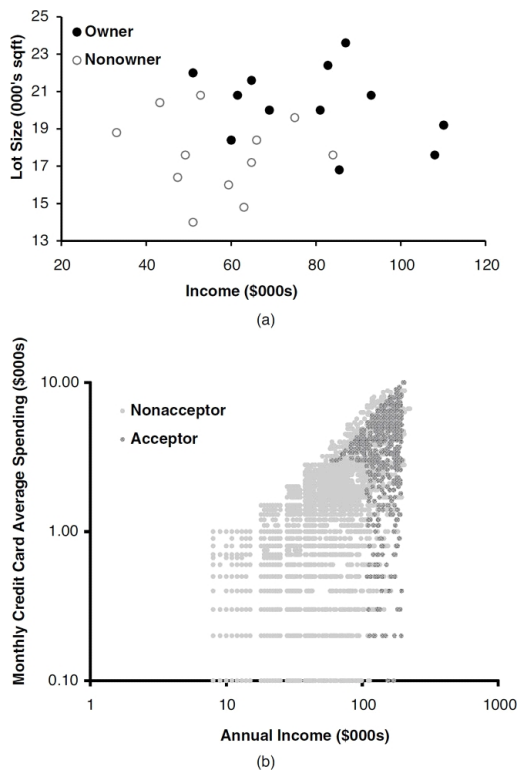 25
23
21
19
17
15
13
Lot Size (000's sqft)
Owner
Nonowner
20 40 60 80 100 120
Income ($000s)
(a)
10.00
1.00
0.10
Monthly Credit Card Average Spending ($000s)
Nonacceptor
Acceptor
1 10 100 1000
Annual Income ($000s)
(b)